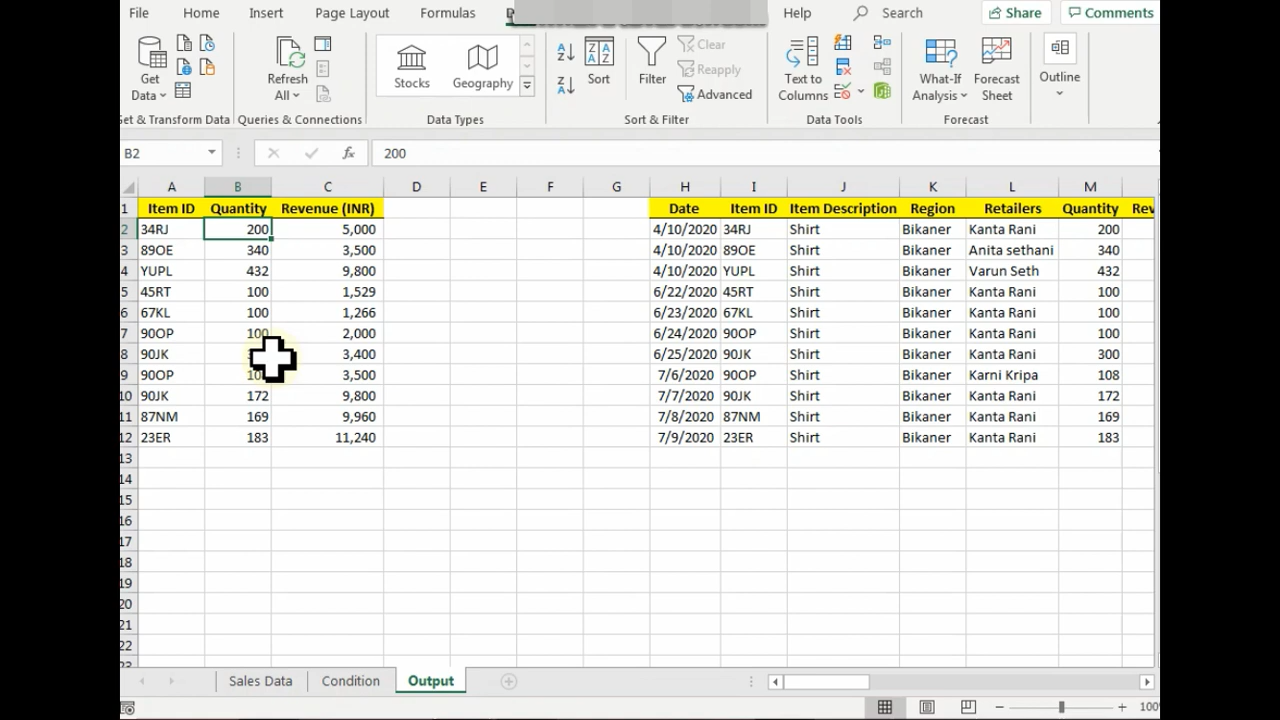 File Home Insert Page Layout Formulas Help Search Share Comments
Get Data Refresh All Stocks Geography Sort Filter Clear Reapply Advanced Text to Columns What-If Analysis Forecast Sheet Outline
Get & Transform Data Queries & Connections Data Types Sort & Filter Data Tools Forecast
B2 fx 200
A B C D E F G H I J K L M
1 Item ID Quantity Revenue (INR) Date Item ID Item Description Region Retailers Quantity Rev
2 34RJ 200 5,000 4/10/2020 34RJ Shirt Bikaner Kanta Rani 200
3 89OE 340 3,500 4/10/2020 89OE Shirt Bikaner Anita sethani 340
4 YUPL 432 9,800 4/10/2020 YUPL Shirt Bikaner Varun Seth 432
5 45RT 100 1,529 6/22/2020 45RT Shirt Bikaner Kanta Rani 100
6 67KL 100 1,266 6/23/2020 67KL Shirt Bikaner Kanta Rani 100
7 90OP 100 2,000 6/24/2020 90OP Shirt Bikaner Kanta Rani 100
8 90JK 3,400 6/25/2020 90JK Shirt Bikaner Kanta Rani 300
9 90OP 3,500 7/6/2020 90OP Shirt Bikaner Karni Kripa 108
10 90JK 172 9,800 7/7/2020 90JK Shirt Bikaner Kanta Rani 172
11 87NM 169 9,960 7/8/2020 87NM Shirt Bikaner Kanta Rani 169
12 23ER 183 11,240 7/9/2020 23ER Shirt Bikaner Kanta Rani 183
13
14
15
16
17
18
19
20
21
22
23
Sales Data Condition Output
100